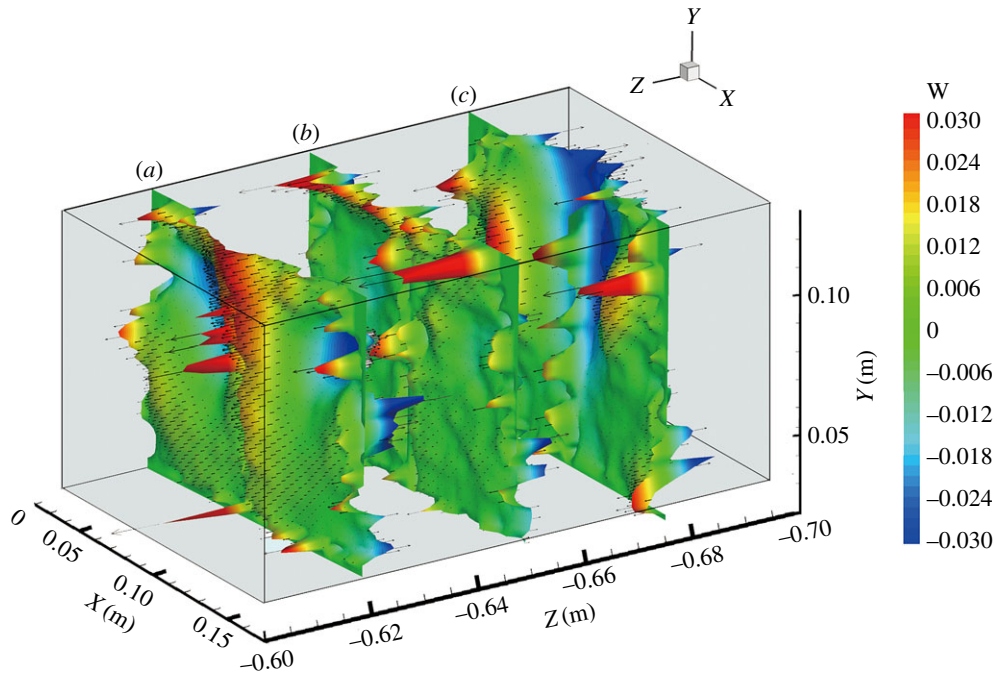 Y
Z
X
(c)
(b)
(a)
W
0.030
0.024
0.018
0.012
0.006
0
–0.006
–0.012
–0.018
–0.024
–0.030
0.10
0.05
Y (m)
0
0.05
0.10
0.15
X (m)
–0.60
–0.62
–0.64
–0.66
–0.68
–0.70
Z (m)